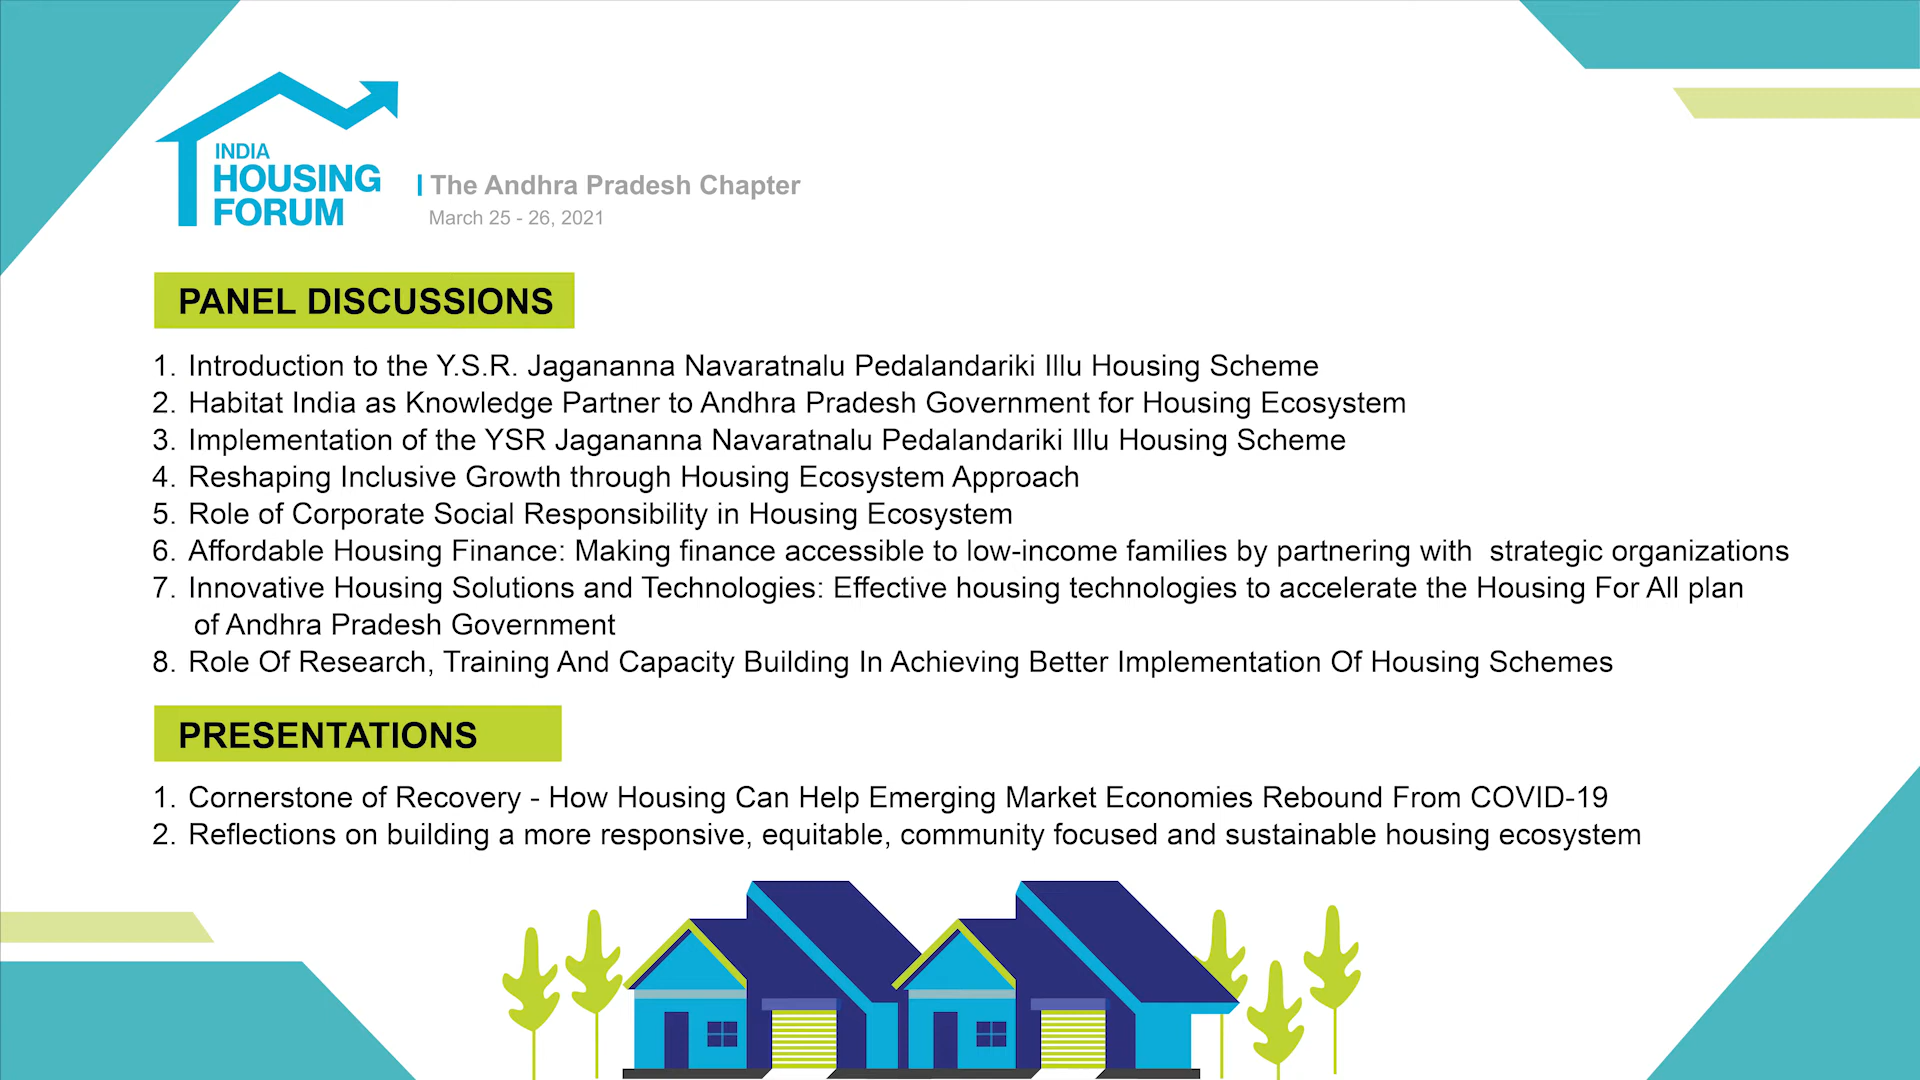 INDIA
HOUSING
FORUM
The Andhra Pradesh Chapter
March 25 - 26, 2021
PANEL DISCUSSIONS
1. Introduction to the Y.S.R. Jagananna Navaratnalu Pedalandariki Illu Housing Scheme
2. Habitat India as Knowledge Partner to Andhra Pradesh Government for Housing Ecosystem
3. Implementation of the YSR Jagananna Navaratnalu Pedalandariki Illu Housing Scheme
4. Reshaping Inclusive Growth through Housing Ecosystem Approach
5. Role of Corporate Social Responsibility in Housing Ecosystem
6. Affordable Housing Finance: Making finance accessible to low-income families by partnering with  strategic organizations
7. Innovative Housing Solutions and Technologies: Effective housing technologies to accelerate the Housing For All plan
of Andhra Pradesh Government
8. Role Of Research, Training And Capacity Building In Achieving Better Implementation Of Housing Schemes
PRESENTATIONS
1. Cornerstone of Recovery - How Housing Can Help Emerging Market Economies Rebound From COVID-19
2. Reflections on building a more responsive, equitable, community focused and sustainable housing ecosystem